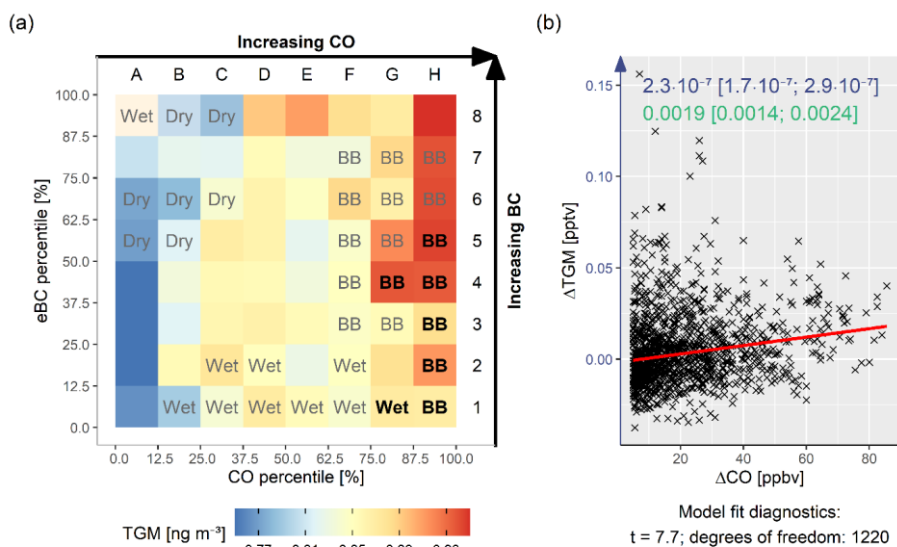 (a)
Increasing CO
A B C D E F G H
100.0
Wet Dry Dry
8
87.5
BB BB BB
7
75.0
Dry Dry Dry BB BB BB
6
62.5
Dry Dry BB BB BB
5
50.0
BB BB BB
4
37.5
BB BB BB
3
25.0
Wet Wet Wet BB
2
12.5
Wet Wet Wet Wet Wet Wet BB
1
0.0
eBC percentile [%]
Increasing BC
0.0 12.5 25.0 37.5 50.0 62.5 75.0 87.5 100.0
CO percentile [%]
TGM [ng m⁻³]
(b)
2.3·10⁻⁷ [1.7·10⁻⁷; 2.9·10⁻⁷]
0.0019 [0.0014; 0.0024]
0.15
0.10
0.05
0.00
ΔTGM [pptv]
20 40 60 80
ΔCO [ppbv]
Model fit diagnostics:
t = 7.7; degrees of freedom: 1220